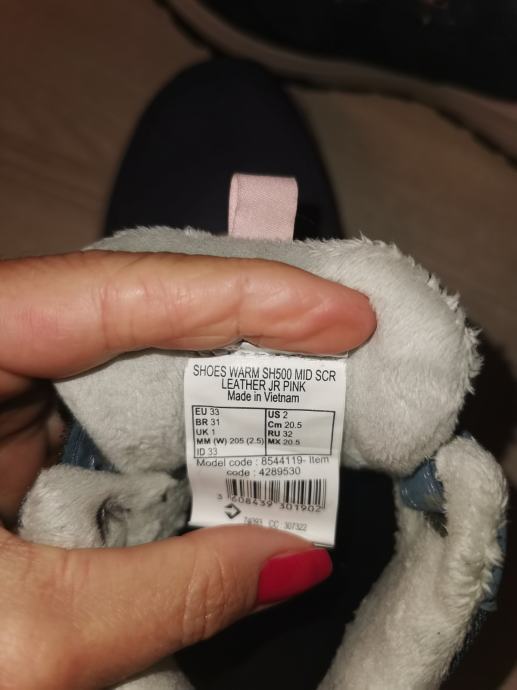 SHOES WARM SH500 MID SCR
LEATHER JR PINK
Made in Vietnam
EU 33 US 2
BR 31 Cm 20.5
UK 1 RU 32
MM (W) 205 (2.5) MX 20.5
ID 33
Model code : 8544119- Item
code : 4289530
3 608439 301902
CC 307322